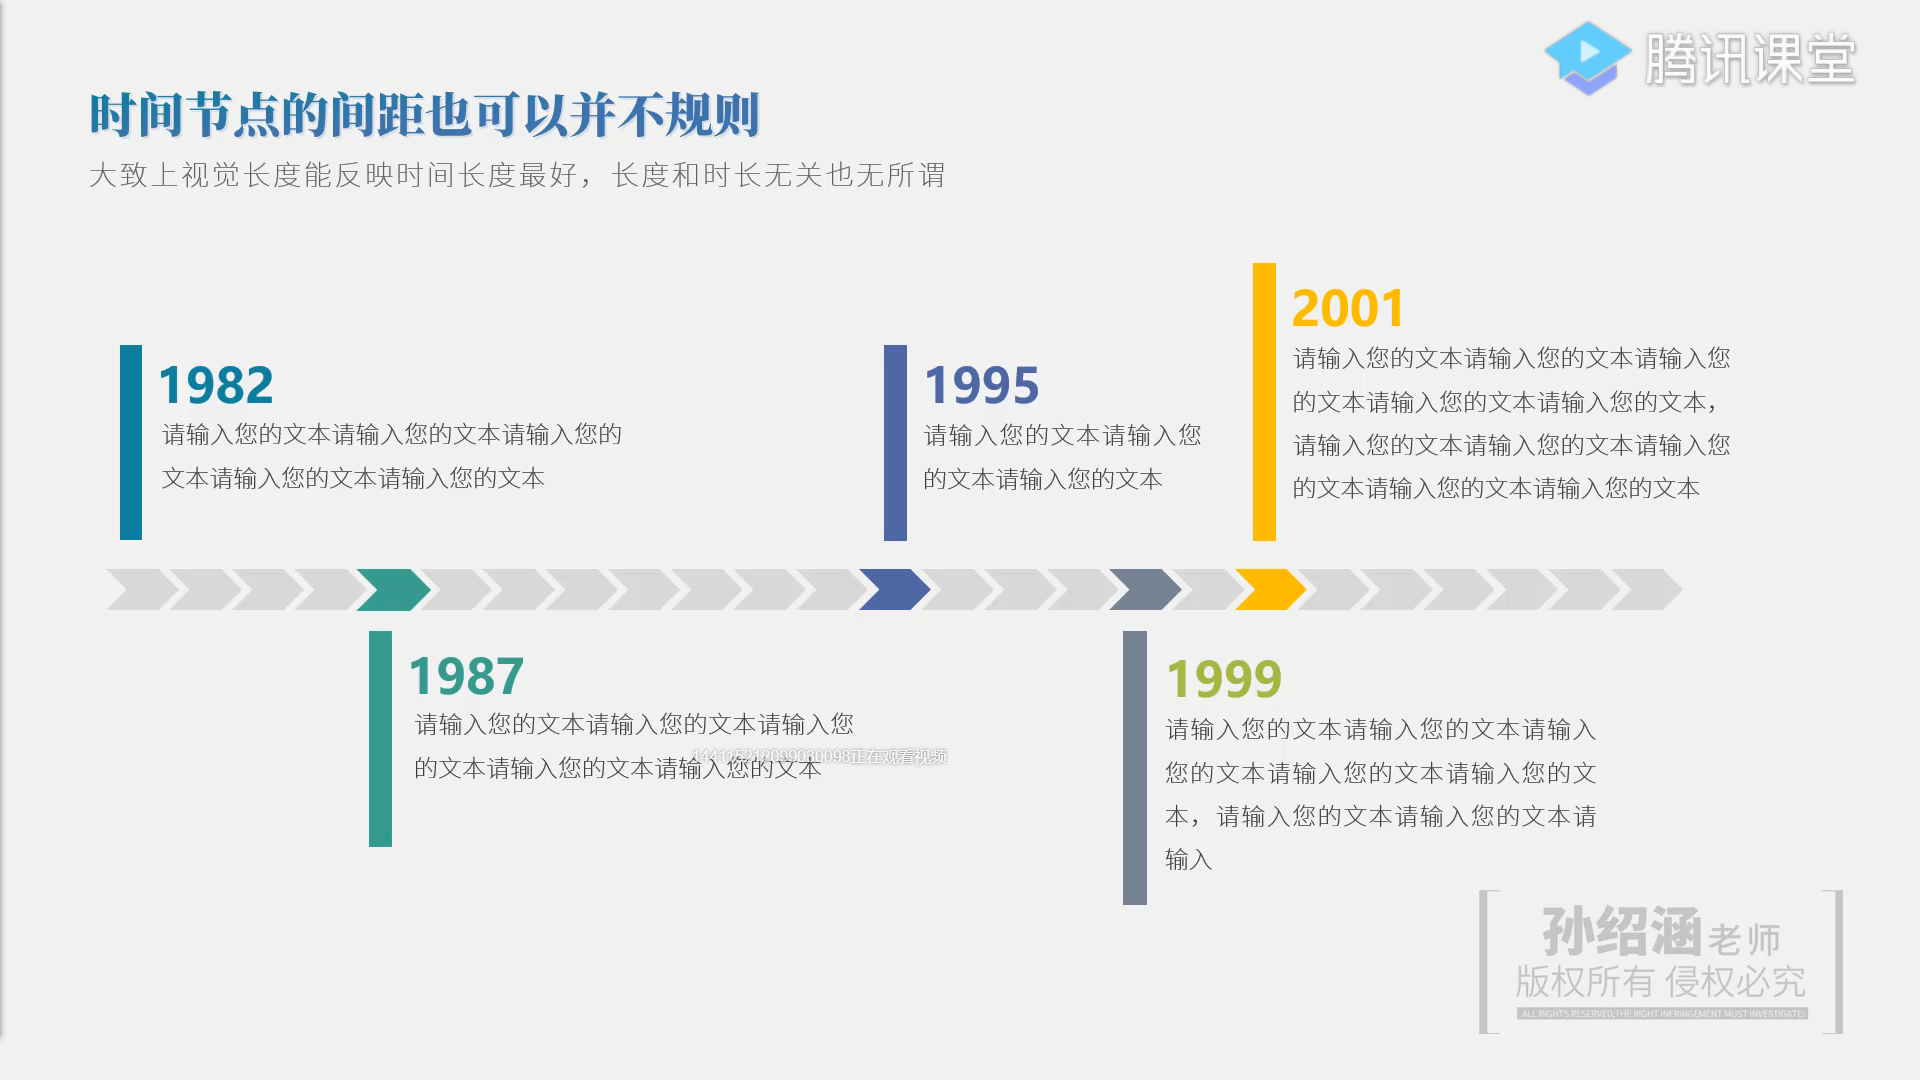 腾讯课堂
时间节点的间距也可以并不规则
大致上视觉长度能反映时间长度最好，长度和时长无关也无所谓
1982
请输入您的文本请输入您的文本请输入您的
文本请输入您的文本请输入您的文本
1995
请输入您的文本请输入您
的文本请输入您的文本
2001
请输入您的文本请输入您的文本请输入您
的文本请输入您的文本请输入您的文本，
请输入您的文本请输入您的文本请输入您
的文本请输入您的文本请输入您的文本
1987
请输入您的文本请输入您的文本请输入您
的文本请输入您的文本请输入您的文本
正在观看视频
1999
请输入您的文本请输入您的文本请输入
您的文本请输入您的文本请输入您的文
本，请输入您的文本请输入您的文本请
输入
孙绍涵老师
版权所有 侵权必究
ALL RIGHTS RESERVED,THE RIGHT INFRINGEMENT MUST INVESTIGATE!